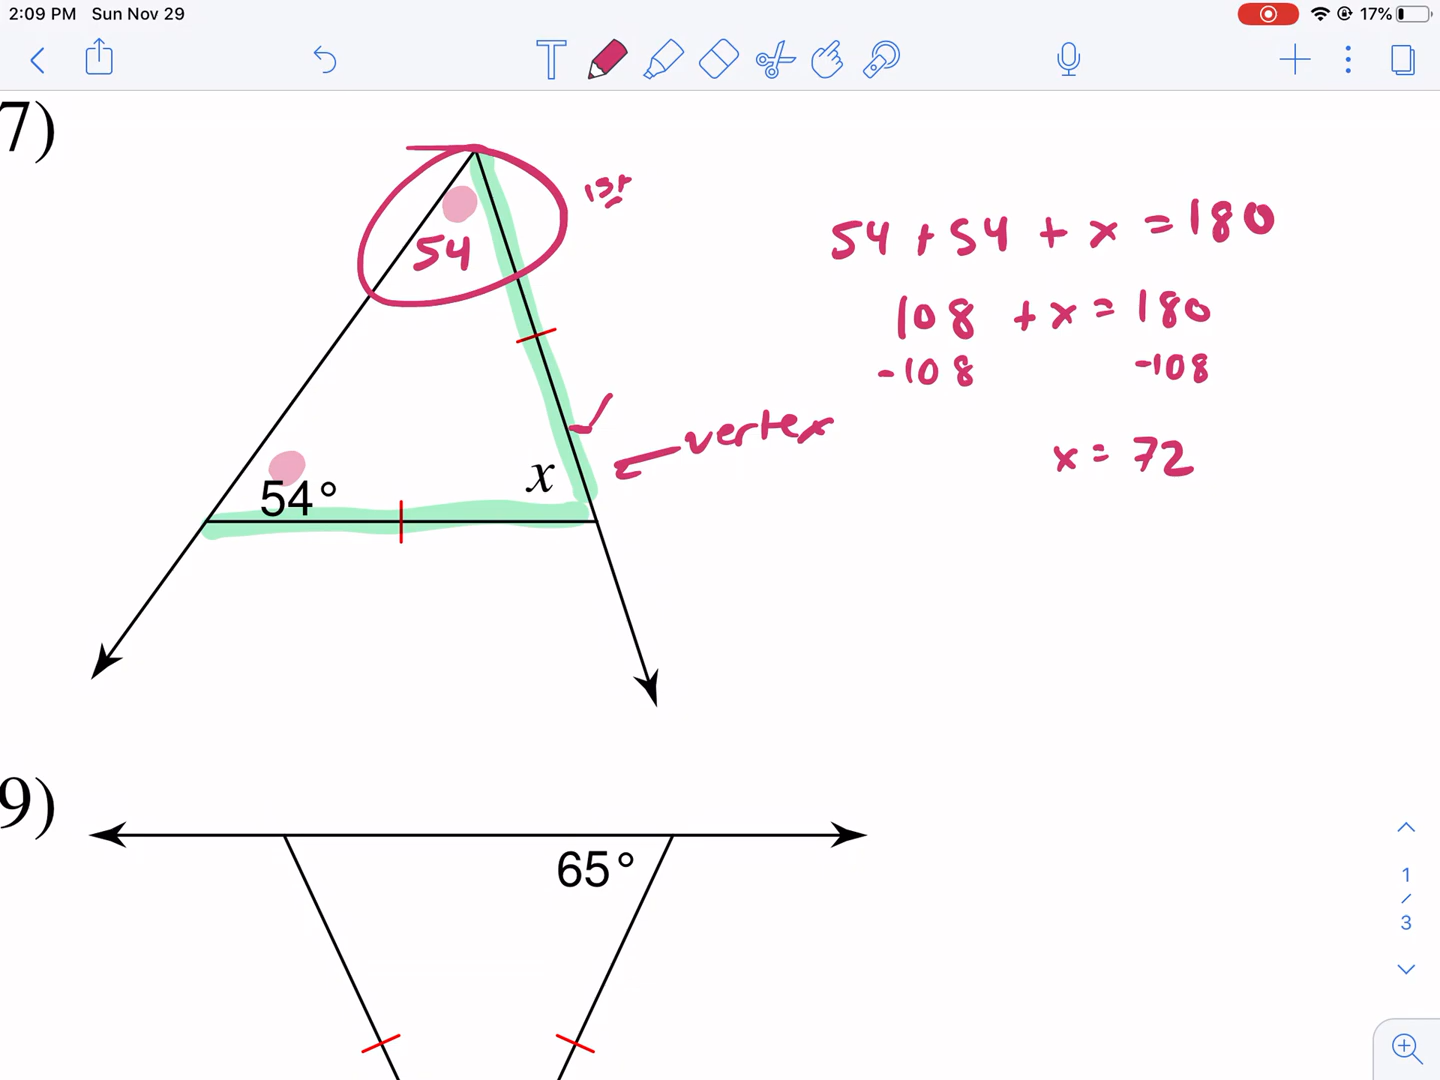 2:09 PM Sun Nov 29
17%
T
7)
1st
54
54 + 54 + x = 180
108 + x = 180
-108 -108
vertex
x = 72
x
54°
9)
65°
1
/
3